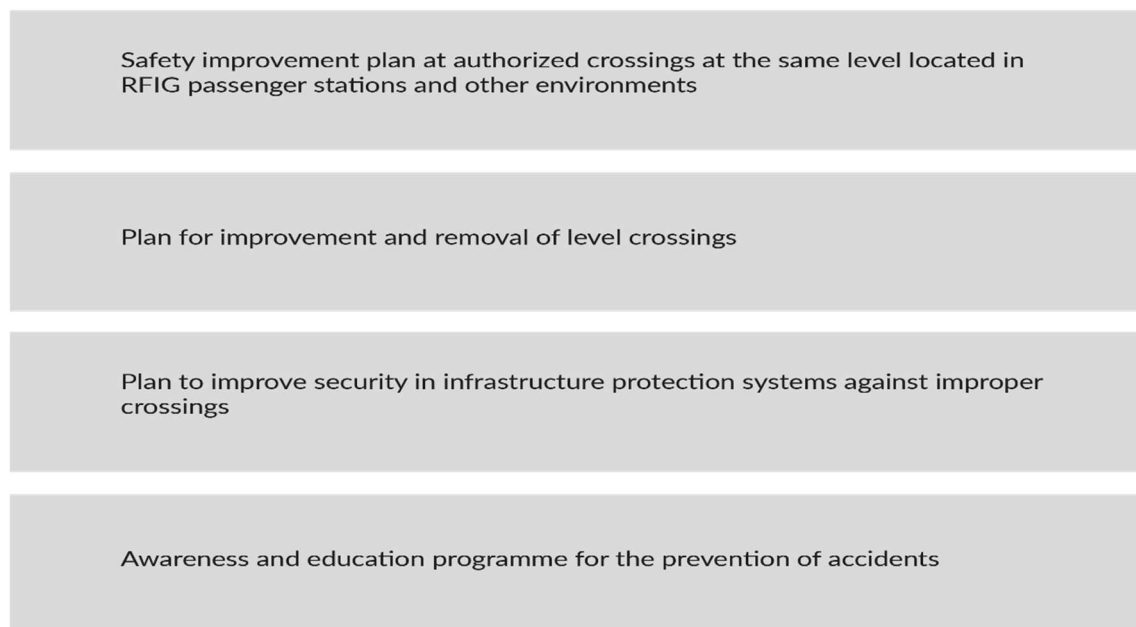 Safety improvement plan at authorized crossings at the same level located in
RFIG passenger stations and other environments
Plan for improvement and removal of level crossings
Plan to improve security in infrastructure protection systems against improper
crossings
Awareness and education programme for the prevention of accidents